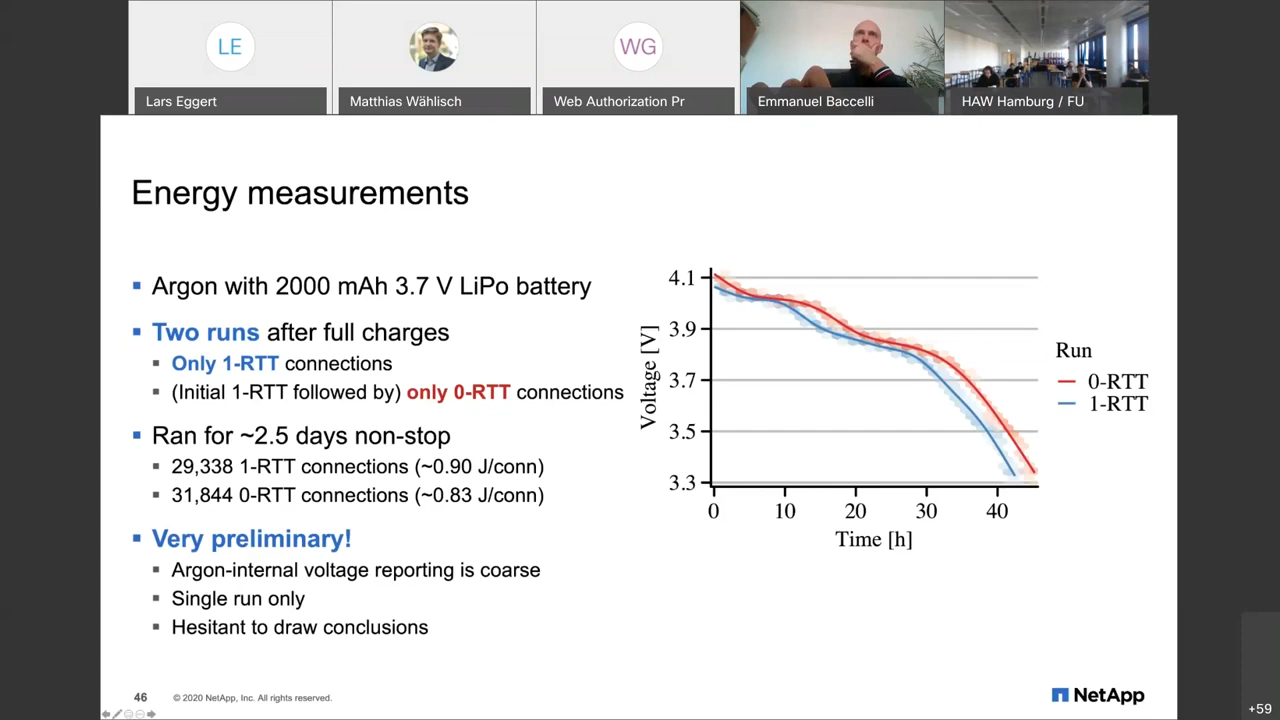 LE
WG
Lars Eggert
Matthias Wählisch
Web Authorization Pr
Emmanuel Baccelli
HAW Hamburg / FU
Energy measurements
Argon with 2000 mAh 3.7 V LiPo battery
Two runs after full charges
Only 1-RTT connections
(Initial 1-RTT followed by) only 0-RTT connections
Ran for ~2.5 days non-stop
29,338 1-RTT connections (~0.90 J/conn)
31,844 0-RTT connections (~0.83 J/conn)
Very preliminary!
Argon-internal voltage reporting is coarse
Single run only
Hesitant to draw conclusions
Voltage [V]
4.1
3.9
3.7
3.5
3.3
0 10 20 30 40
Time [h]
Run
0-RTT
1-RTT
46 © 2020 NetApp, Inc. All rights reserved.
NetApp
+59